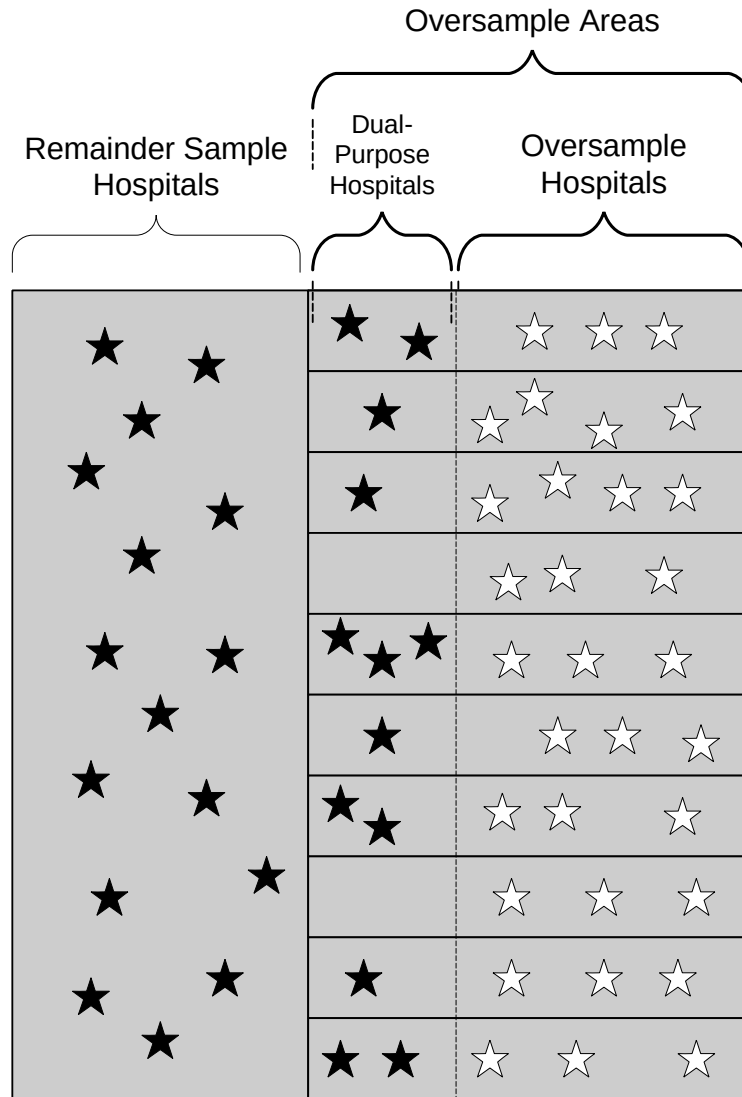 Oversample Areas
Remainder Sample
Hospitals
Dual-
Purpose
Hospitals
Oversample
Hospitals